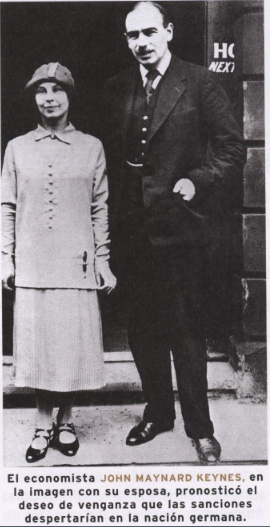 HO
NEXT
El economista JOHN MAYNARD KEYNES, en
la imagen con su esposa, pronosticó el
deseo de venganza que las sanciones
despertarían en la nación germana.